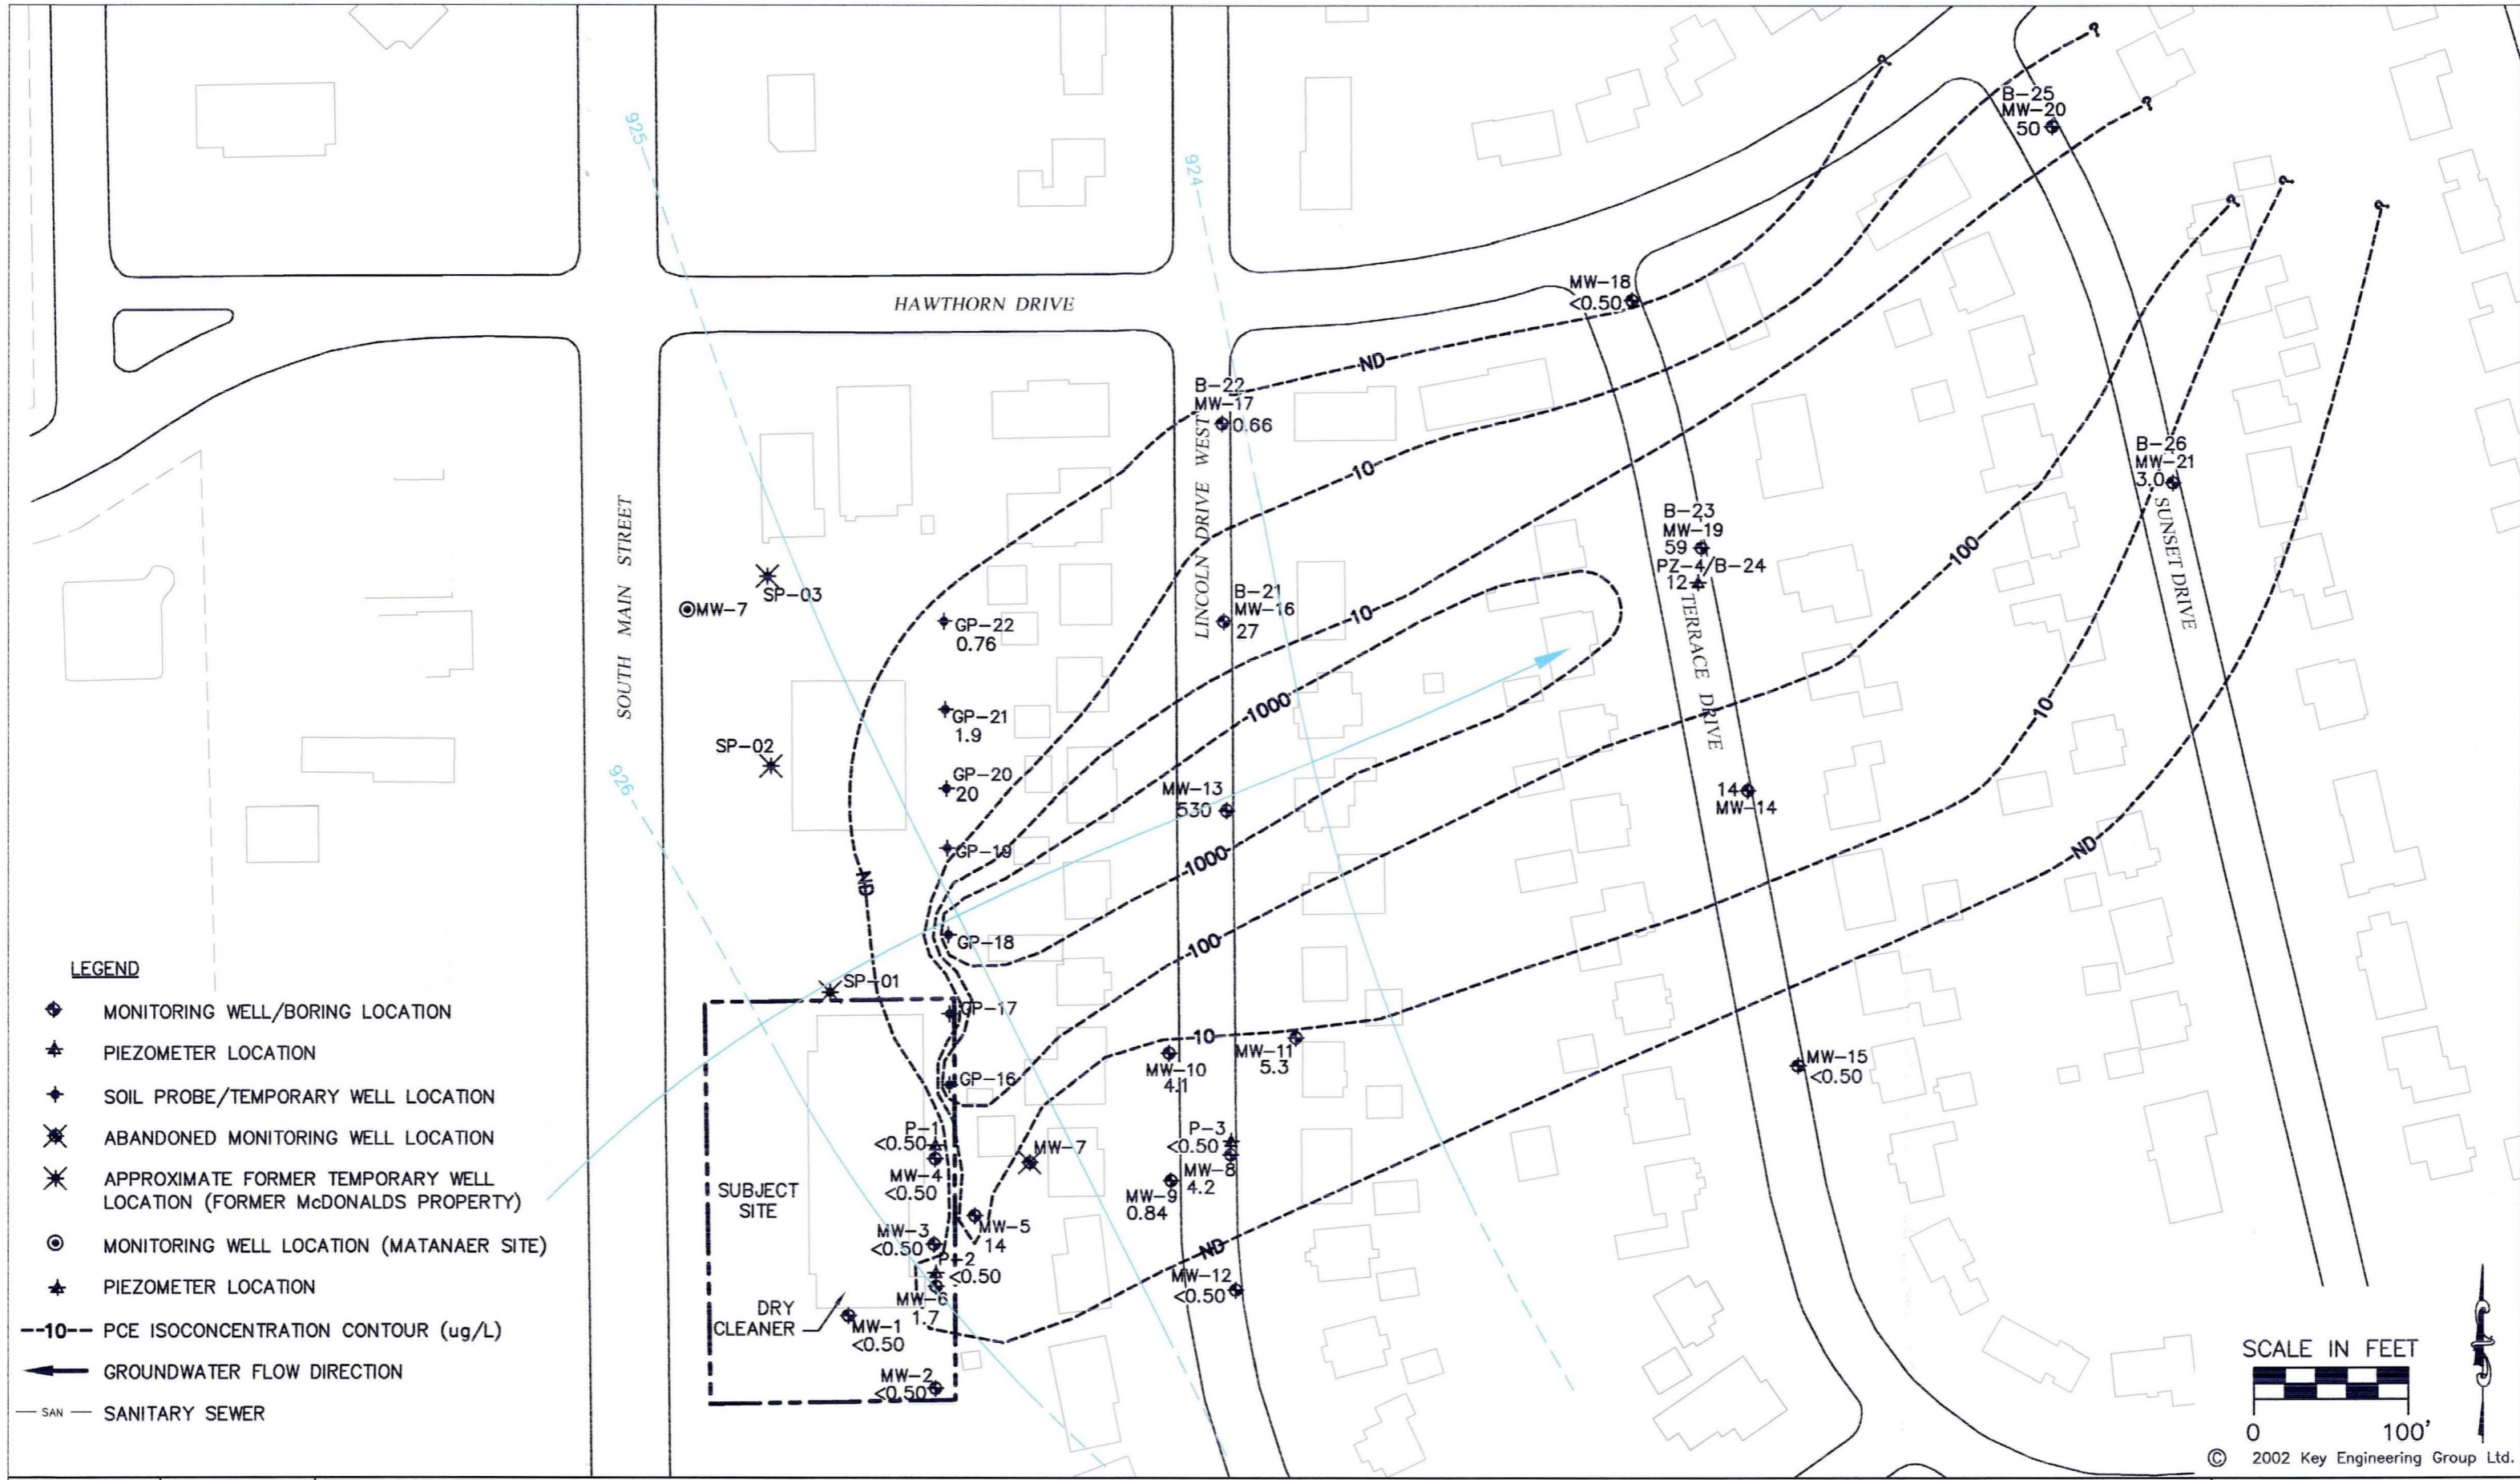 925
924
926
HAWTHORN DRIVE
SOUTH MAIN STREET
LINCOLN DRIVE WEST
TERRACE DRIVE
SUNSET DRIVE
?
?
?
?
?
?
B-25
MW-20
50
MW-18
<0.50
ND
B-22
MW-17
0.66
10
B-26
MW-21
3.0
B-23
MW-19
59
PZ-4/B-24
12
100
SP-03
MW-7
GP-22
0.76
B-21
MW-16
27
10
1000
10
GP-21
1.9
SP-02
GP-20
20
MW-13
530
14
MW-14
GP-19
1000
ND
ND
GP-18
100
SP-01
GP-17
10
MW-11
5.3
MW-10
4.1
MW-15
<0.50
GP-16
P-1
<0.50
MW-4
<0.50
MW-7
P-3
<0.50
MW-8
4.2
MW-9
0.84
SUBJECT
SITE
MW-3
<0.50
MW-5
14
P-2
<0.50
MW-6
1.7
ND
MW-12
<0.50
DRY
CLEANER
MW-1
<0.50
MW-2
<0.50
LEGEND
MONITORING WELL/BORING LOCATION
PIEZOMETER LOCATION
SOIL PROBE/TEMPORARY WELL LOCATION
ABANDONED MONITORING WELL LOCATION
APPROXIMATE FORMER TEMPORARY WELL
LOCATION (FORMER McDONALDS PROPERTY)
MONITORING WELL LOCATION (MATANAER SITE)
PIEZOMETER LOCATION
--10-- PCE ISOCONCENTRATION CONTOUR (ug/L)
GROUNDWATER FLOW DIRECTION
— SAN — SANITARY SEWER
SCALE IN FEET
0 100'
© 2002 Key Engineering Group Ltd.